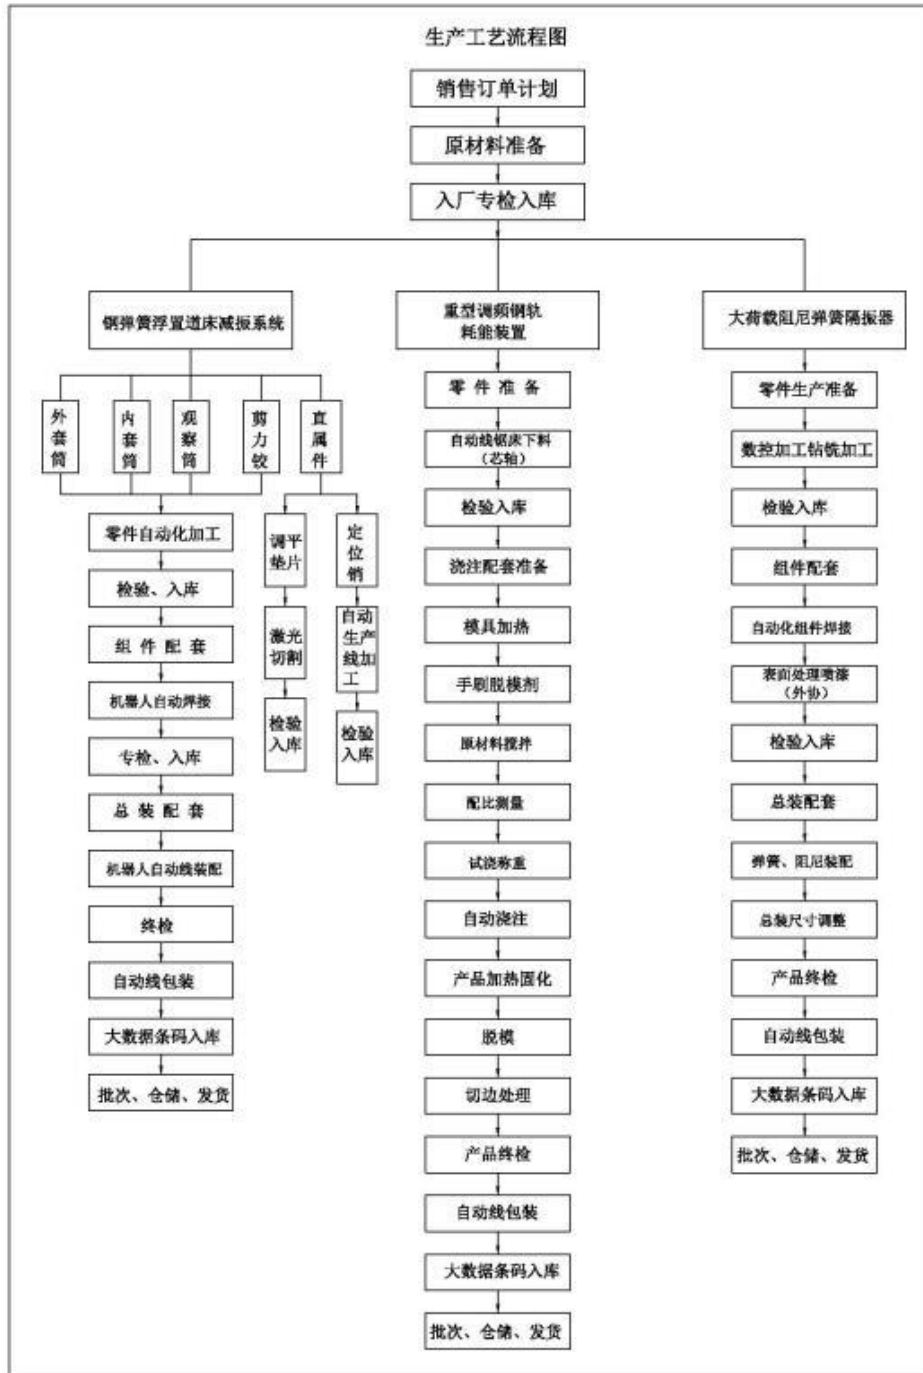 生产工艺流程图
销售订单计划
原材料准备
入厂专检入库
钢弹簧浮置道床减振系统
外套筒
内套筒
观察筒
剪力铰
直属件
零件自动化加工
检验、入库
组件配套
机器人自动焊接
专检、入库
总装配套
机器人自动线装配
终检
自动线包装
大数据条码入库
批次、仓储、发货
调平
垫片
激光
切割
检验
入库
定位销
自动
生产
线加
工
检验
入库
重型调频钢轨
耗能装置
零件准备
自动线锯床下料
（芯轴）
检验入库
浇注配套准备
模具加热
手刷脱模剂
原材料搅拌
配比测量
试浇称重
自动浇注
产品加热固化
脱模
切边处理
产品终检
自动线包装
大数据条码入库
批次、仓储、发货
大荷载阻尼弹簧隔振器
零件生产准备
数控加工钻铣加工
检验入库
组件配套
自动化组件焊接
表面处理喷漆
（外协）
检验入库
总装配套
弹簧、阻尼装配
总装尺寸调整
产品终检
自动线包装
大数据条码入库
批次、仓储、发货